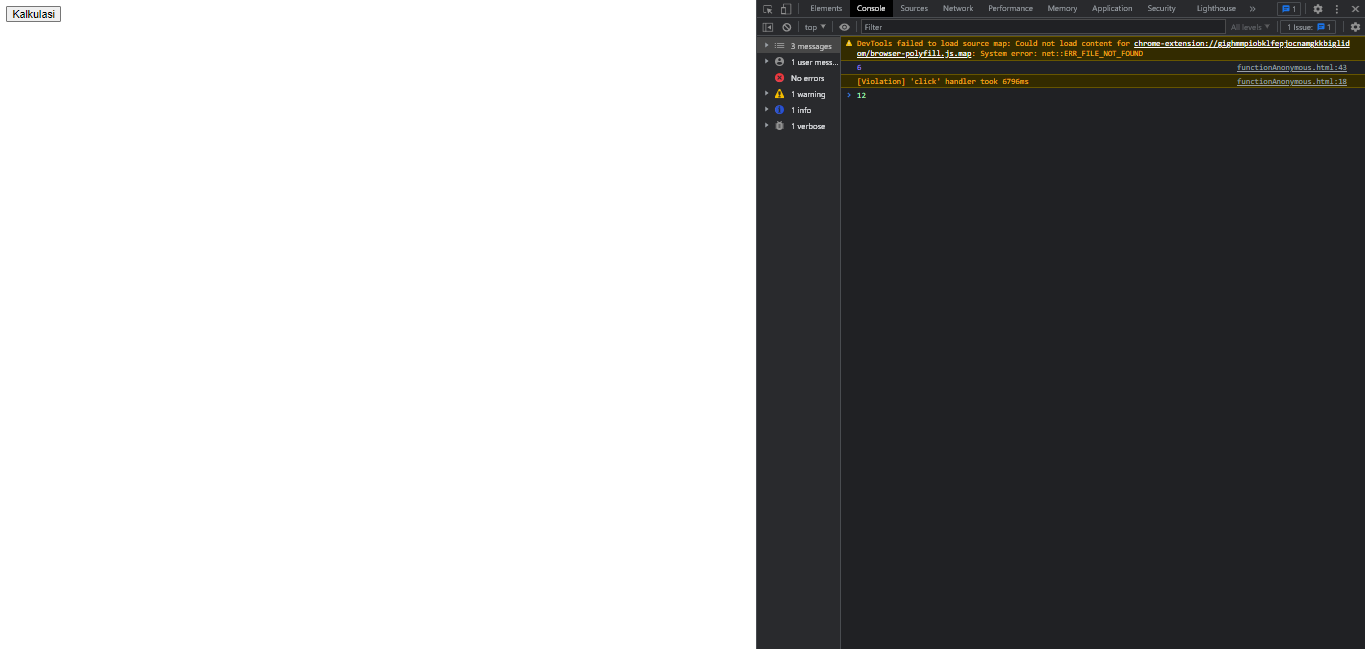 Kalkulasi
Elements Console Sources Network Performance Memory Application Security Lighthouse » 1
top ▼ Filter All levels ▼ 1 Issue: 1
3 messages
1 user mess...
No errors
1 warning
1 info
1 verbose
DevTools failed to load source map: Could not load content for chrome-extension://gighmmpiobklfepjocnamgkkbiglid
om/browser-polyfill.js.map: System error: net::ERR_FILE_NOT_FOUND
6 functionAnonymous.html:43
[Violation] 'click' handler took 6796ms functionAnonymous.html:18
> 12